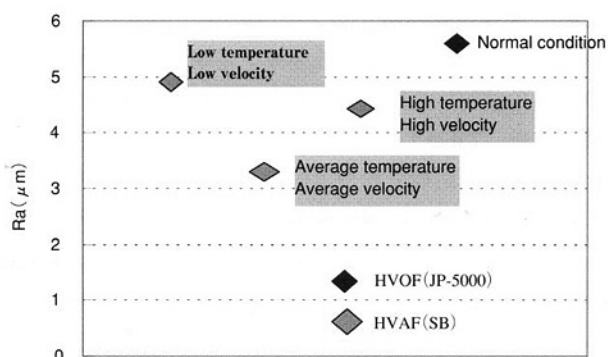 6
Low temperature
Low velocity
Normal condition
5
High temperature
High velocity
4
Ra(μm)
Average temperature
Average velocity
3
2
HVOF(JP-5000)
1
HVAF(SB)
0